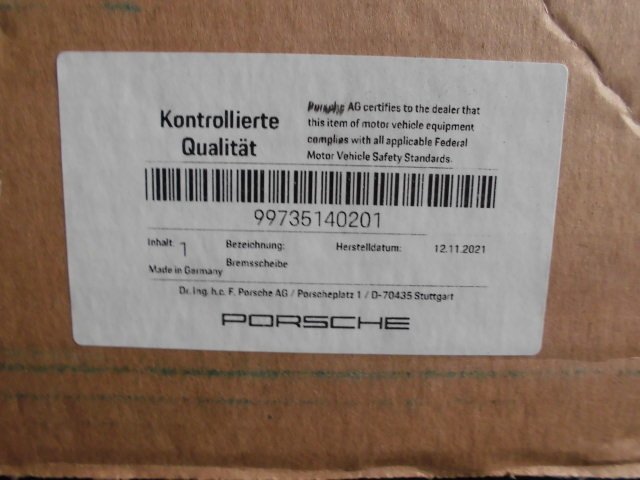 Kontrollierte
Qualität
Porsche AG certifies to the dealer that
this item of motor vehicle equipment
complies with all applicable Federal
Motor Vehicle Safety Standards.
99735140201
Inhalt: 1 Bezeichnung: Herstelldatum: 12.11.2021
Bremsscheibe
Made in Germany
Dr. Ing. h.c. F. Porsche AG / Porscheplatz 1 / D-70435 Stuttgart
PORSCHE